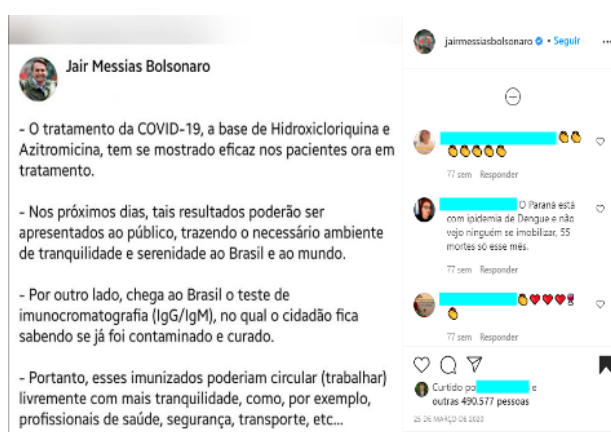 Jair Messias Bolsonaro
- O tratamento da COVID-19, a base de Hidroxicloriquina e
Azitromicina, tem se mostrado eficaz nos pacientes ora em
tratamento.
- Nos próximos dias, tais resultados poderão ser
apresentados ao público, trazendo o necessário ambiente
de tranquilidade e serenidade ao Brasil e ao mundo.
- Por outro lado, chega ao Brasil o teste de
imunocromatografia (IgG/IgM), no qual o cidadão fica
sabendo se já foi contaminado e curado.
- Portanto, esses imunizados poderiam circular (trabalhar)
livremente com mais tranquilidade, como, por exemplo,
profissionais de saúde, segurança, transporte, etc...
jairmessiasbolsonaro • Seguir
👏👏
👏👏👏👏👏
77 sem Responder
O Paraná está
com ipidemia de Dengue e não
vejo ninguém se imobilizar, 55
mortes só esse mês.
77 sem Responder
77 sem Responder
Curtido po e
outras 490.577 pessoas
25 DE MARÇO DE 2020